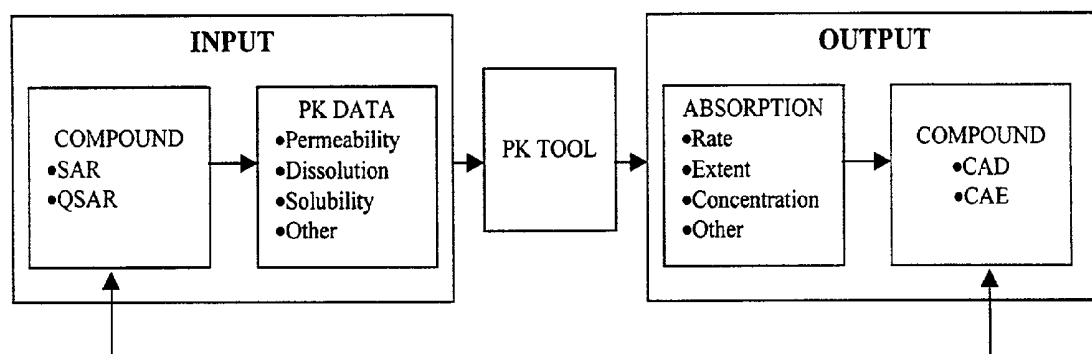 INPUT
COMPOUND
•SAR
•QSAR
PK DATA
•Permeability
•Dissolution
•Solubility
•Other
PK TOOL
OUTPUT
ABSORPTION
•Rate
•Extent
•Concentration
•Other
COMPOUND
•CAD
•CAE